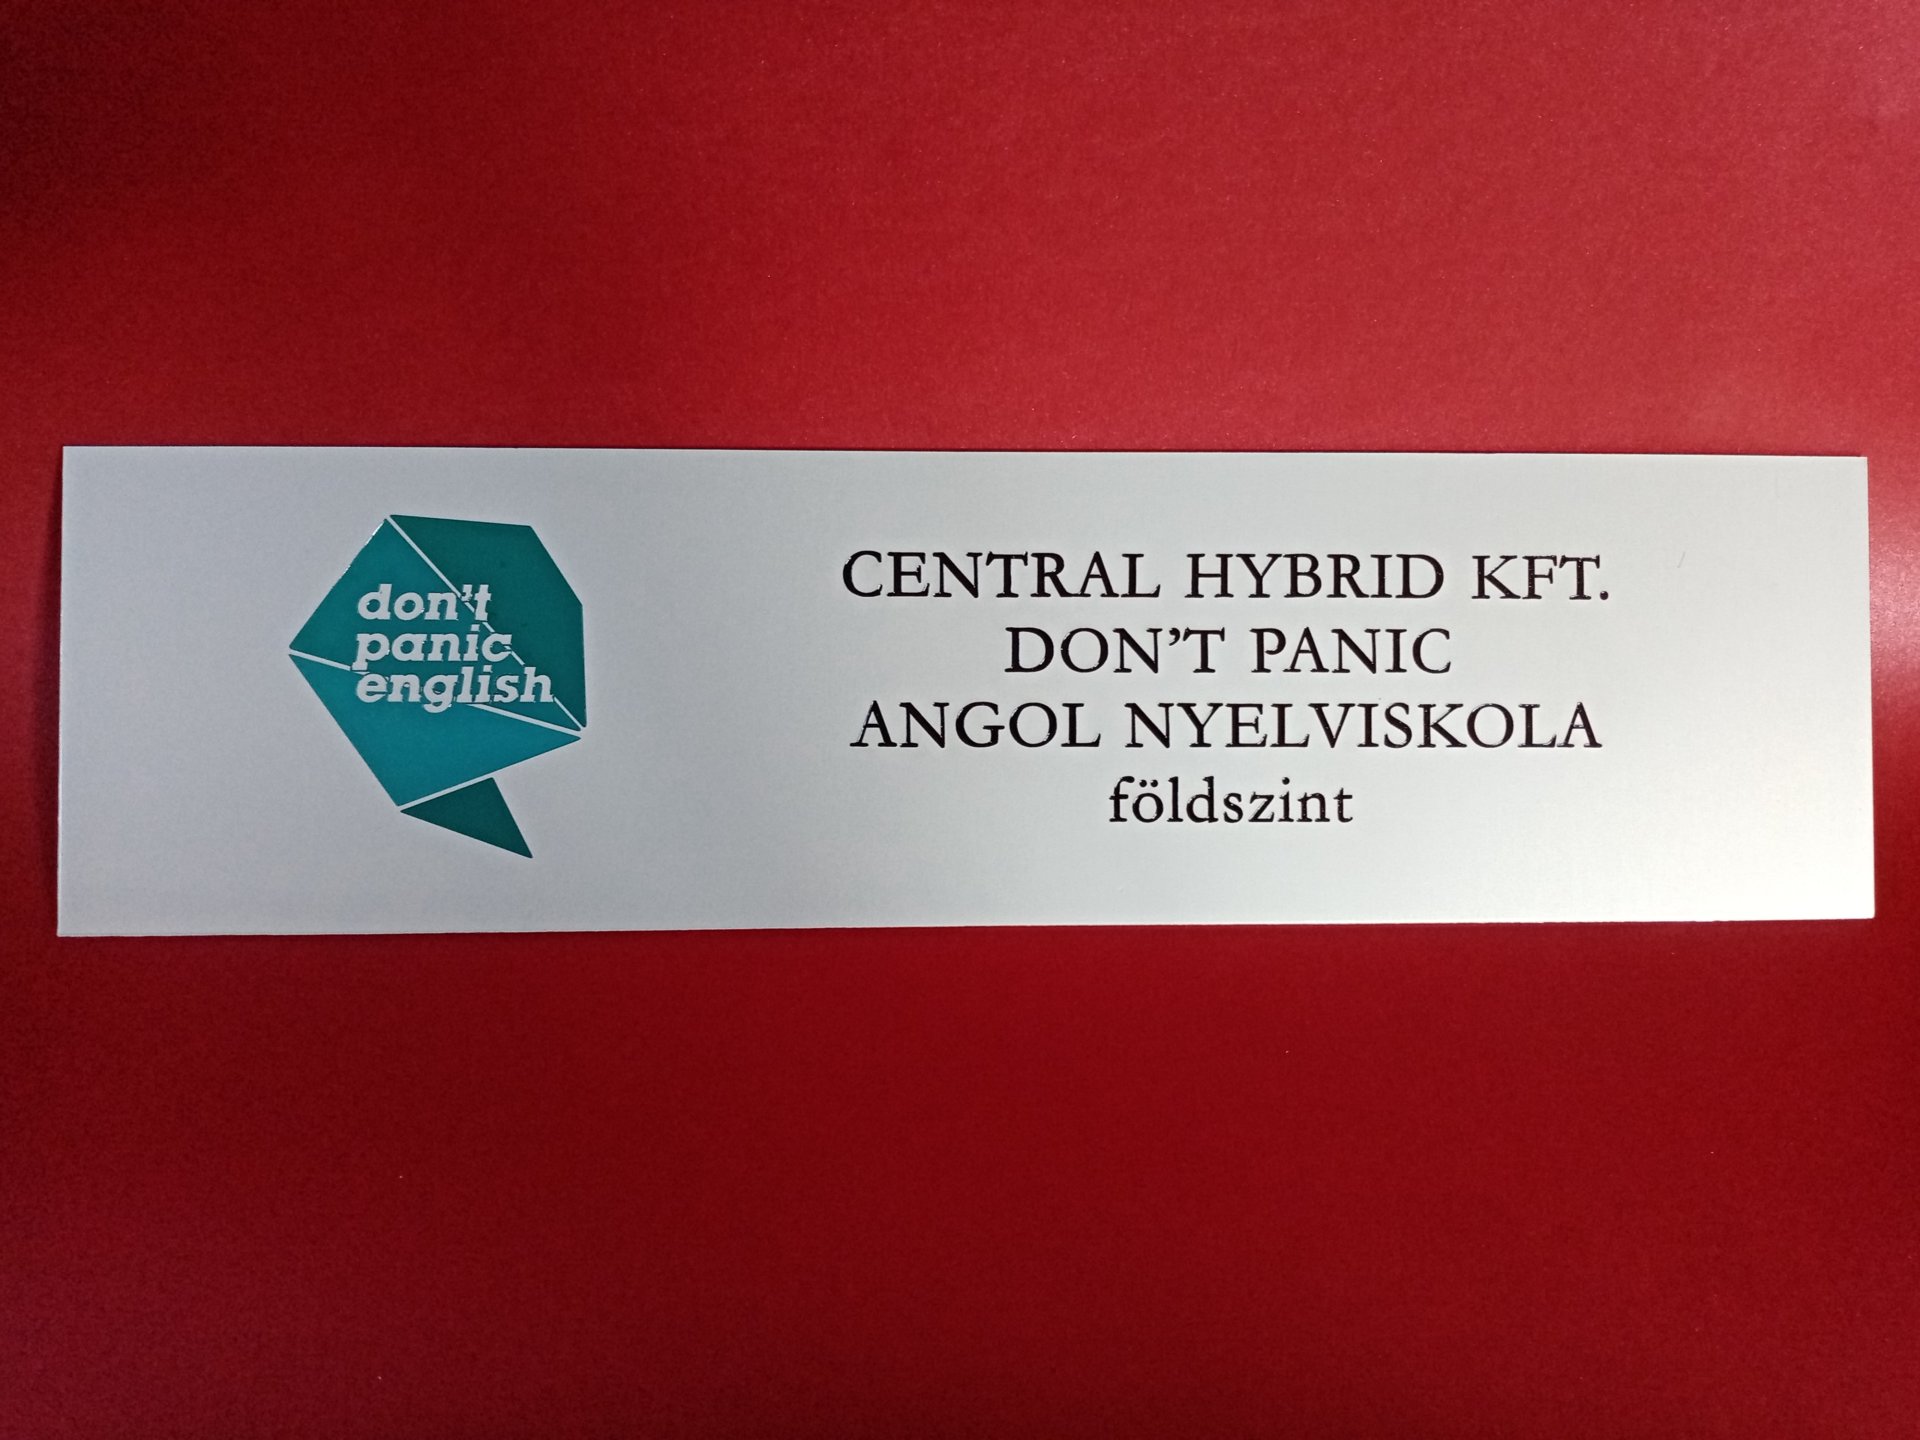 don't
panic
english
CENTRAL HYBRID KFT.
DON'T PANIC
ANGOL NYELVISKOLA
földszint